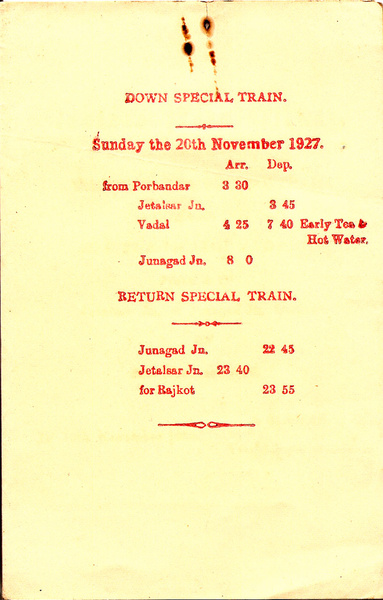 DOWN SPECIAL TRAIN.
Sunday the 20th November 1927.
Arr. Dep.
from Porbandar 3 30
Jetalsar Jn. 3 45
Vadal 4 25 7 40 Early Tea &
Hot Water.
Junagad Jn. 8 0
RETURN SPECIAL TRAIN.
Junagad Jn. 22 45
Jetalsar Jn. 23 40
for Rajkot 23 55